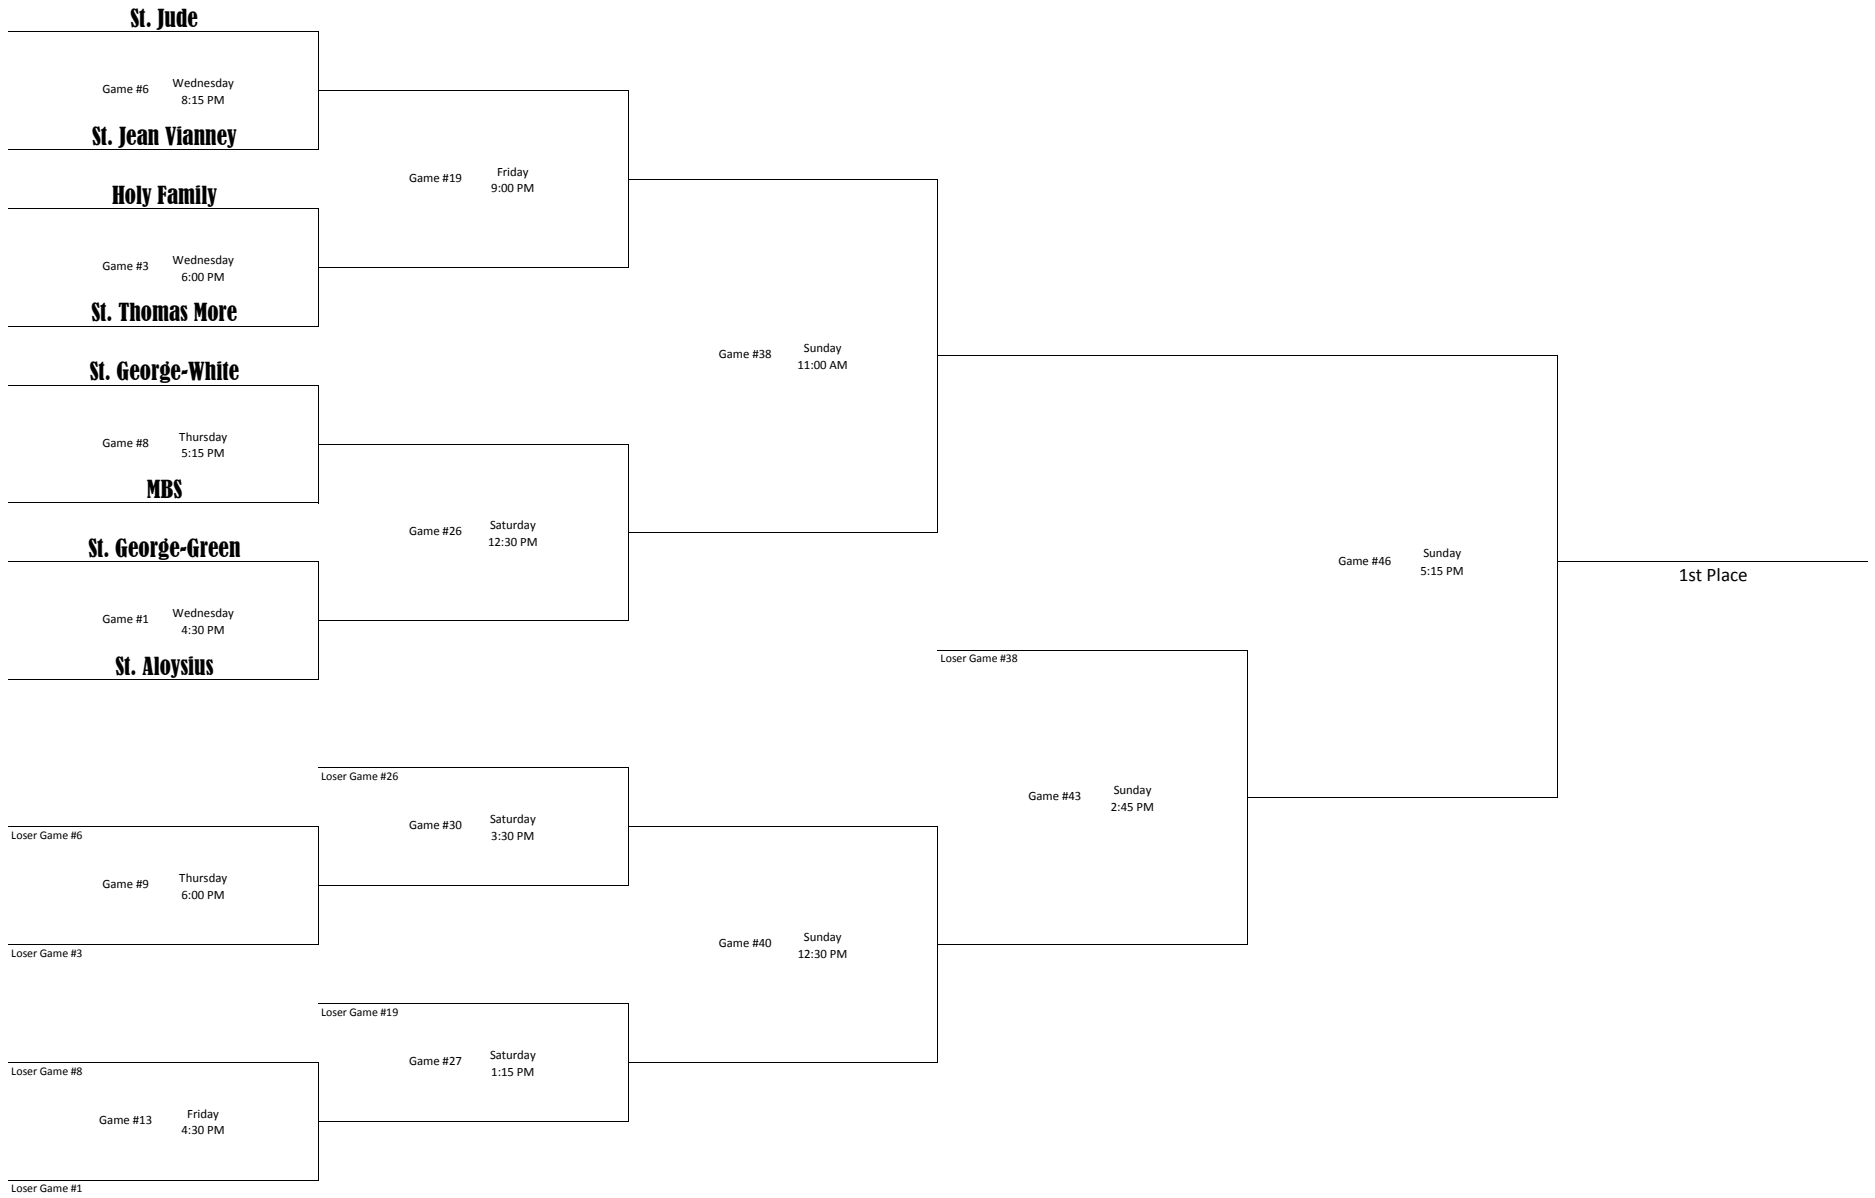 St. Jude
Game #6
Wednesday
8:15 PM
St. Jean Vianney
Game #19
Friday
9:00 PM
Holy Family
Game #3
Wednesday
6:00 PM
St. Thomas More
Game #38
Sunday
11:00 AM
St. George-White
Game #8
Thursday
5:15 PM
MBS
Game #26
Saturday
12:30 PM
St. George-Green
Game #1
Wednesday
4:30 PM
St. Aloysius
Game #46
Sunday
5:15 PM
1st Place
Loser Game #38
Loser Game #26
Game #43
Sunday
2:45 PM
Game #30
Saturday
3:30 PM
Loser Game #6
Game #9
Thursday
6:00 PM
Loser Game #3
Game #40
Sunday
12:30 PM
Loser Game #19
Game #27
Saturday
1:15 PM
Loser Game #8
Game #13
Friday
4:30 PM
Loser Game #1